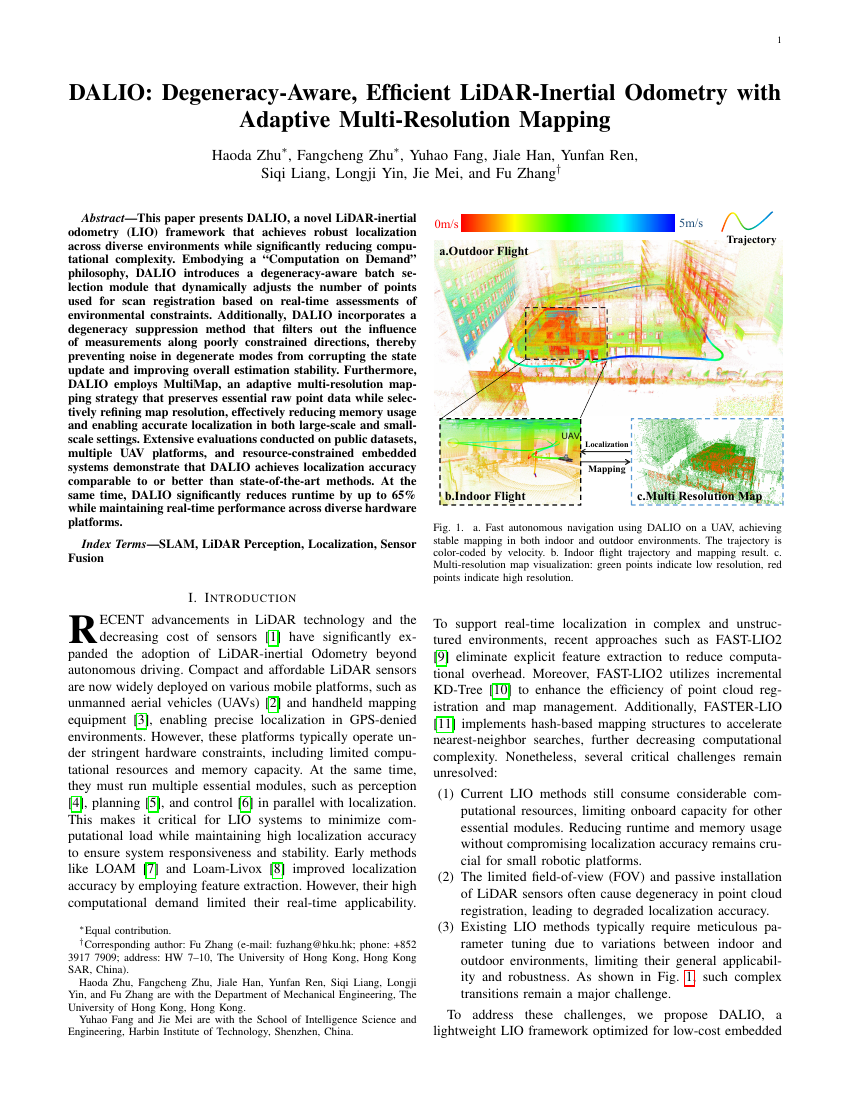 1
DALIO: Degeneracy-Aware, Efficient LiDAR-Inertial Odometry with
Adaptive Multi-Resolution Mapping
Haoda Zhu*, Fangcheng Zhu*, Yuhao Fang, Jiale Han, Yunfan Ren,
Siqi Liang, Longji Yin, Jie Mei, and Fu Zhang†
Abstract—This paper presents DALIO, a novel LiDAR-inertial
odometry (LIO) framework that achieves robust localization
across diverse environments while significantly reducing compu-
tational complexity. Embodying a “Computation on Demand”
philosophy, DALIO introduces a degeneracy-aware batch se-
lection module that dynamically adjusts the number of points
used for scan registration based on real-time assessments of
environmental constraints. Additionally, DALIO incorporates a
degeneracy suppression method that filters out the influence
of measurements along poorly constrained directions, thereby
preventing noise in degenerate modes from corrupting the state
update and improving overall estimation stability. Furthermore,
DALIO employs MultiMap, an adaptive multi-resolution map-
ping strategy that preserves essential raw point data while selec-
tively refining map resolution, effectively reducing memory usage
and enabling accurate localization in both large-scale and small-
scale settings. Extensive evaluations conducted on public datasets,
multiple UAV platforms, and resource-constrained embedded
systems demonstrate that DALIO achieves localization accuracy
comparable to or better than state-of-the-art methods. At the
same time, DALIO significantly reduces runtime by up to 65%
while maintaining real-time performance across diverse hardware
platforms.
Index Terms—SLAM, LiDAR Perception, Localization, Sensor
Fusion
I. INTRODUCTION
RECENT advancements in LiDAR technology and the
decreasing cost of sensors [1] have significantly ex-
panded the adoption of LiDAR-inertial Odometry beyond
autonomous driving. Compact and affordable LiDAR sensors
are now widely deployed on various mobile platforms, such as
unmanned aerial vehicles (UAVs) [2] and handheld mapping
equipment [3], enabling precise localization in GPS-denied
environments. However, these platforms typically operate un-
der stringent hardware constraints, including limited compu-
tational resources and memory capacity. At the same time,
they must run multiple essential modules, such as perception
[4], planning [5], and control [6] in parallel with localization.
This makes it critical for LIO systems to minimize com-
putational load while maintaining high localization accuracy
to ensure system responsiveness and stability. Early methods
like LOAM [7] and Loam-Livox [8] improved localization
accuracy by employing feature extraction. However, their high
computational demand limited their real-time applicability.
*Equal contribution.
†Corresponding author: Fu Zhang (e-mail: fuzhang@hku.hk; phone: +852
3917 7909; address: HW 7–10, The University of Hong Kong, Hong Kong
SAR, China).
Haoda Zhu, Fangcheng Zhu, Jiale Han, Yunfan Ren, Siqi Liang, Longji
Yin, and Fu Zhang are with the Department of Mechanical Engineering, The
University of Hong Kong, Hong Kong.
Yuhao Fang and Jie Mei are with the School of Intelligence Science and
Engineering, Harbin Institute of Technology, Shenzhen, China.
0m/s
5m/s
Trajectory
a.Outdoor Flight
UAV
Localization
Mapping
b.Indoor Flight
c.Multi Resolution Map
Fig. 1. a. Fast autonomous navigation using DALIO on a UAV, achieving
stable mapping in both indoor and outdoor environments. The trajectory is
color-coded by velocity. b. Indoor flight trajectory and mapping result. c.
Multi-resolution map visualization: green points indicate low resolution, red
points indicate high resolution.
To support real-time localization in complex and unstruc-
tured environments, recent approaches such as FAST-LIO2
[9] eliminate explicit feature extraction to reduce computa-
tional overhead. Moreover, FAST-LIO2 utilizes incremental
KD-Tree [10] to enhance the efficiency of point cloud reg-
istration and map management. Additionally, FASTER-LIO
[11] implements hash-based mapping structures to accelerate
nearest-neighbor searches, further decreasing computational
complexity. Nonetheless, several critical challenges remain
unresolved:
(1) Current LIO methods still consume considerable com-
putational resources, limiting onboard capacity for other
essential modules. Reducing runtime and memory usage
without compromising localization accuracy remains cru-
cial for small robotic platforms.
(2) The limited field-of-view (FOV) and passive installation
of LiDAR sensors often cause degeneracy in point cloud
registration, leading to degraded localization accuracy.
(3) Existing LIO methods typically require meticulous pa-
rameter tuning due to variations between indoor and
outdoor environments, limiting their general applicabil-
ity and robustness. As shown in Fig. 1, such complex
transitions remain a major challenge.
To address these challenges, we propose DALIO, a
lightweight LIO framework optimized for low-cost embedded